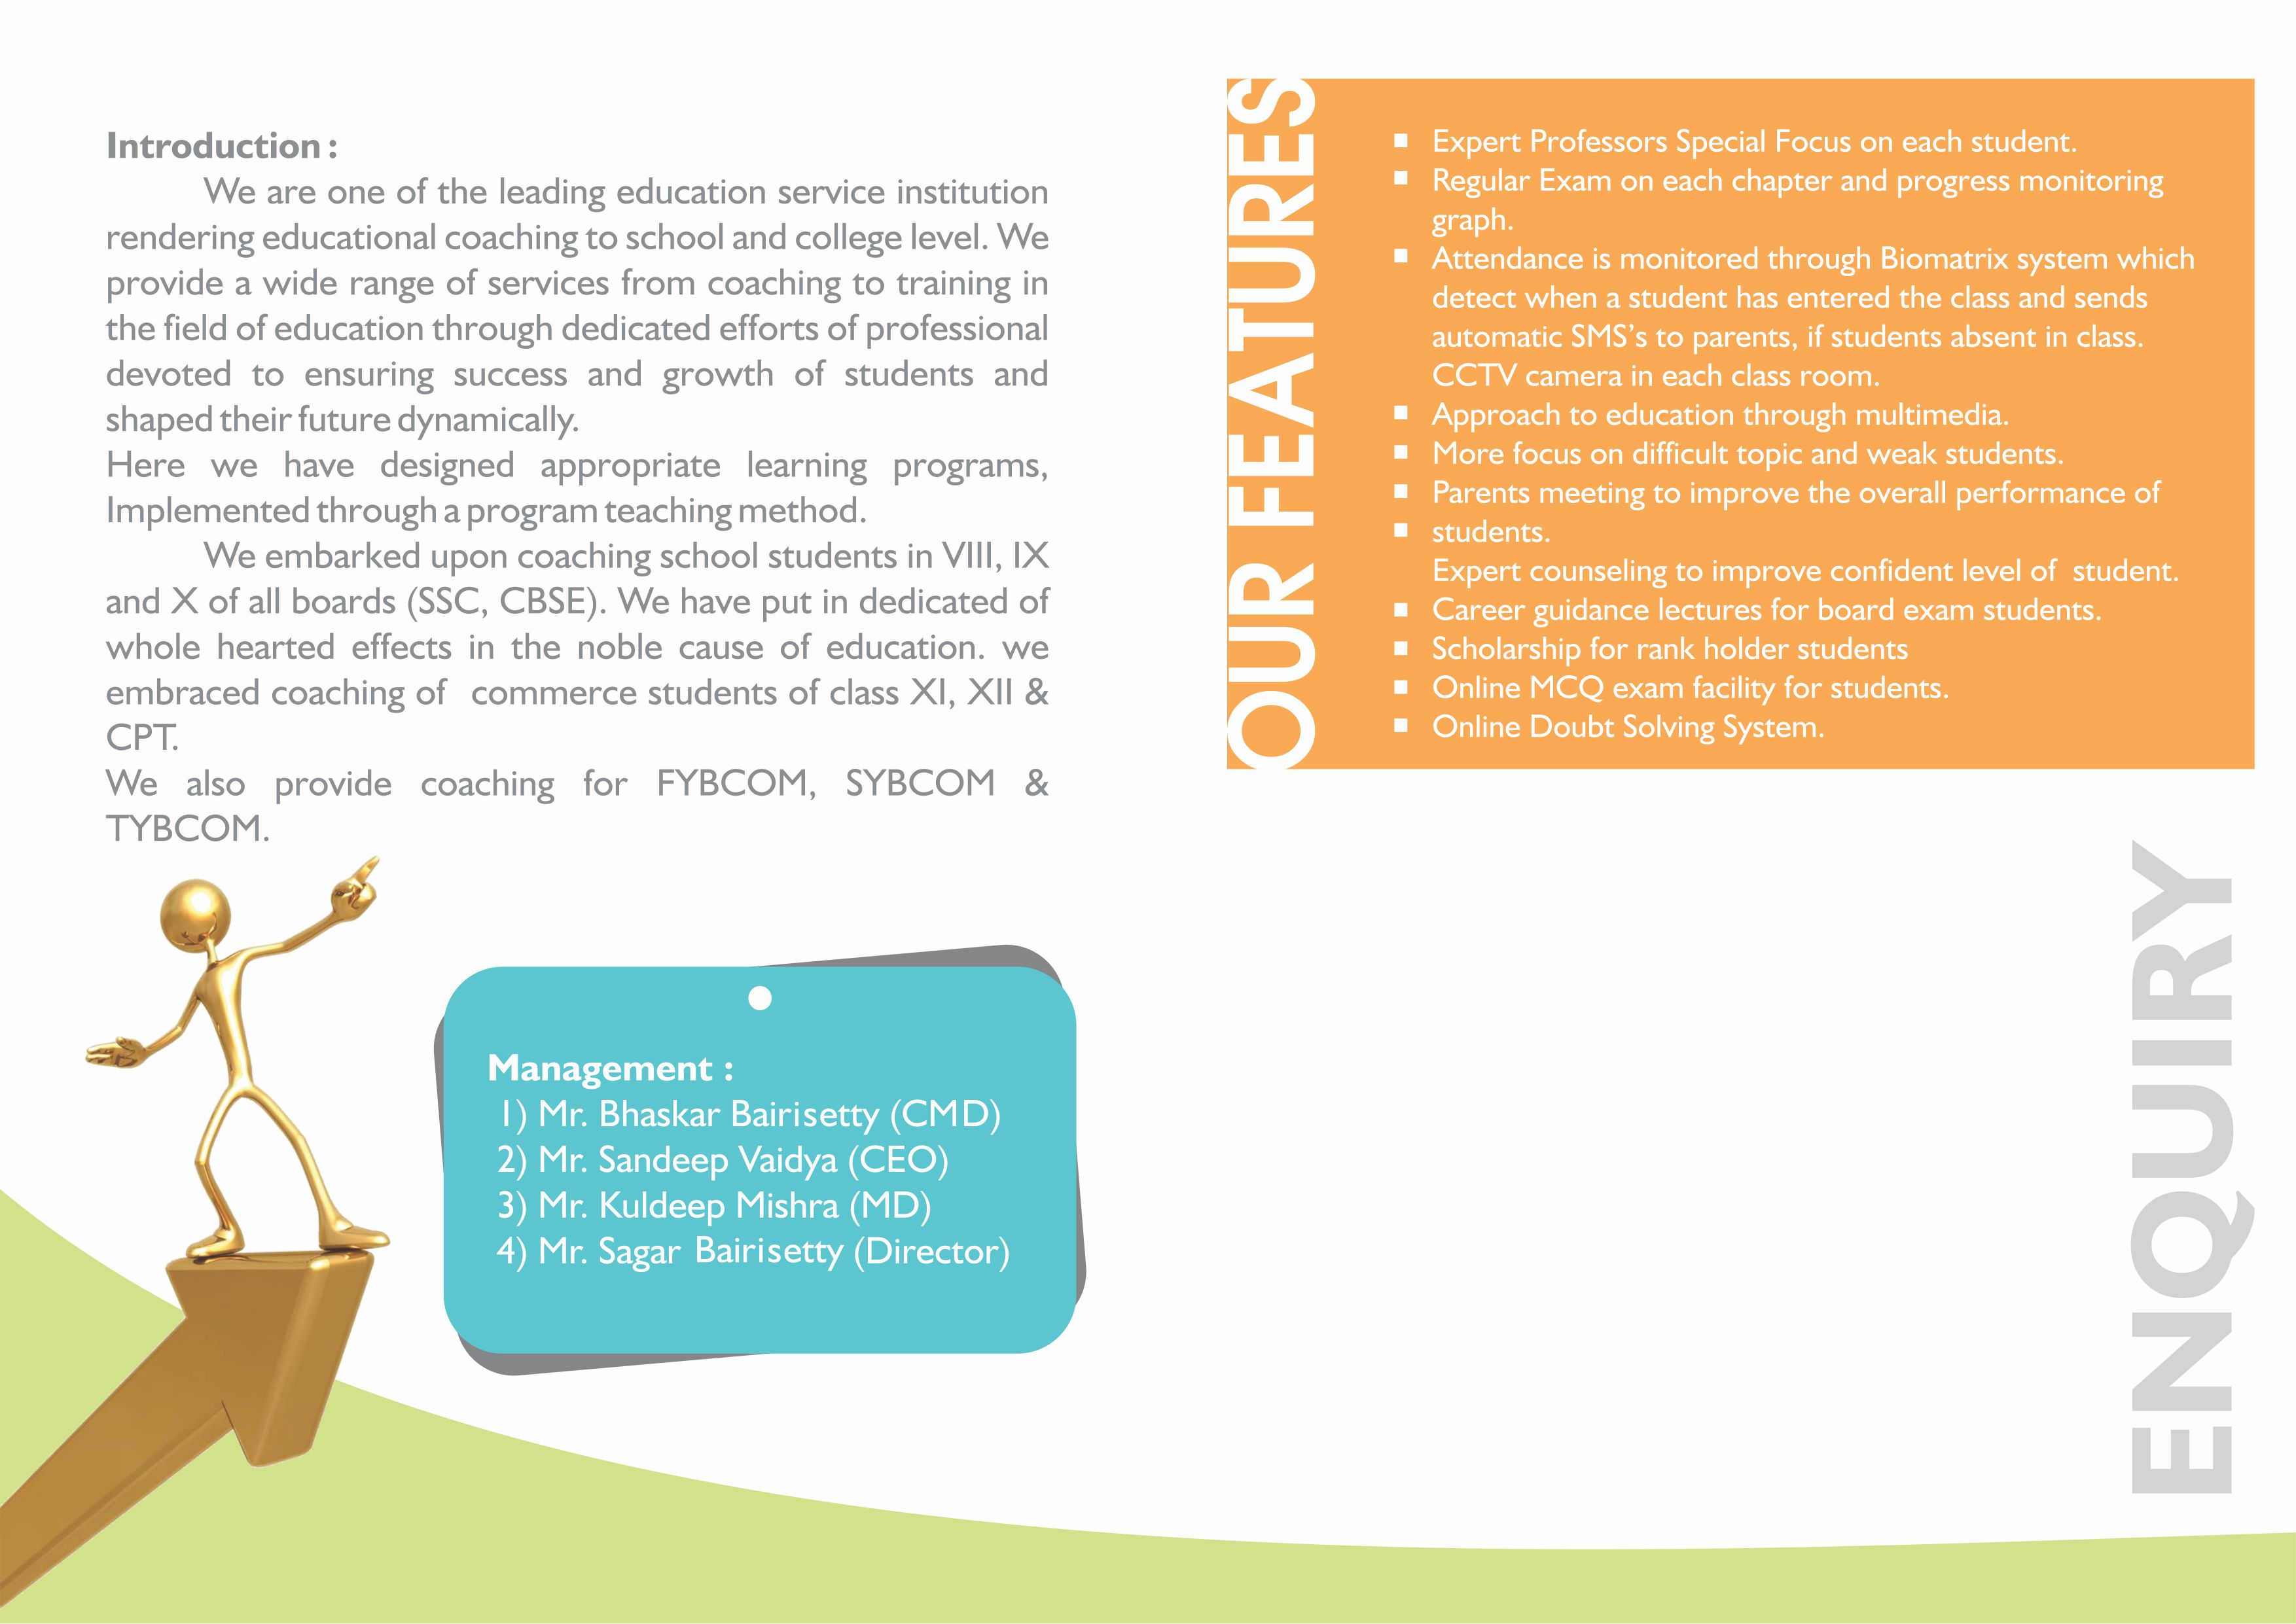 Introduction :
We are one of the leading education service institution
rendering educational coaching to school and college level. We
provide a wide range of services from coaching to training in
the field of education through dedicated efforts of professional
devoted to ensuring success and growth of students and
shaped their future dynamically.
Here we have designed appropriate learning programs,
Implemented through a program teaching method.
We embarked upon coaching school students in VIII, IX
and X of all boards (SSC, CBSE). We have put in dedicated of
whole hearted effects in the noble cause of education. we
embraced coaching of commerce students of class XI, XII &
CPT.
We also provide coaching for FYBCOM, SYBCOM &
TYBCOM.
Management :
1) Mr. Bhaskar Bairisetty (CMD)
2) Mr. Sandeep Vaidya (CEO)
3) Mr. Kuldeep Mishra (MD)
4) Mr. Sagar Bairisetty (Director)
OUR FEATURES
Expert Professors Special Focus on each student.
Regular Exam on each chapter and progress monitoring
graph.
Attendance is monitored through Biomatrix system which
detect when a student has entered the class and sends
automatic SMS's to parents, if students absent in class.
CCTV camera in each class room.
Approach to education through multimedia.
More focus on difficult topic and weak students.
Parents meeting to improve the overall performance of
students.
Expert counseling to improve confident level of student.
Career guidance lectures for board exam students.
Scholarship for rank holder students
Online MCQ exam facility for students.
Online Doubt Solving System.
ENQUIRY